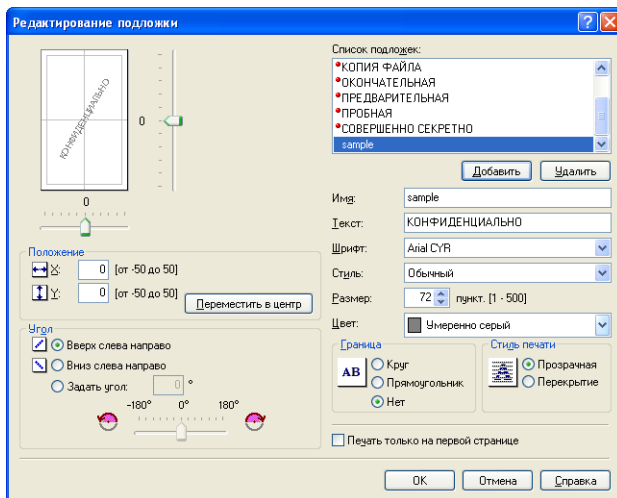 Редактирование подложки
КОНФИДЕНЦИАЛЬНО
0
0
Список подложек:
КОПИЯ ФАЙЛА
ОКОНЧАТЕЛЬНАЯ
ПРЕДВАРИТЕЛЬНАЯ
ПРОБНАЯ
СОВЕРШЕННО СЕКРЕТНО
sample
Добавить Удалить
Имя: sample
Текст: КОНФИДЕНЦИАЛЬНО
Шрифт: Arial CYR
Стиль: Обычный
Размер: 72 пункт. [1 - 500]
Цвет: Умеренно серый
Положение
X: 0 [от -50 до 50]
Y: 0 [от -50 до 50]
Переместить в центр
Угол
Вверх слева направо
Вниз слева направо
Задать угол: 0 °
-180° 0° 180°
Граница
AB
Круг
Прямоугольник
Нет
Стиль печати
Прозрачная
Перекрытие
Печать только на первой странице
OK Отмена Справка